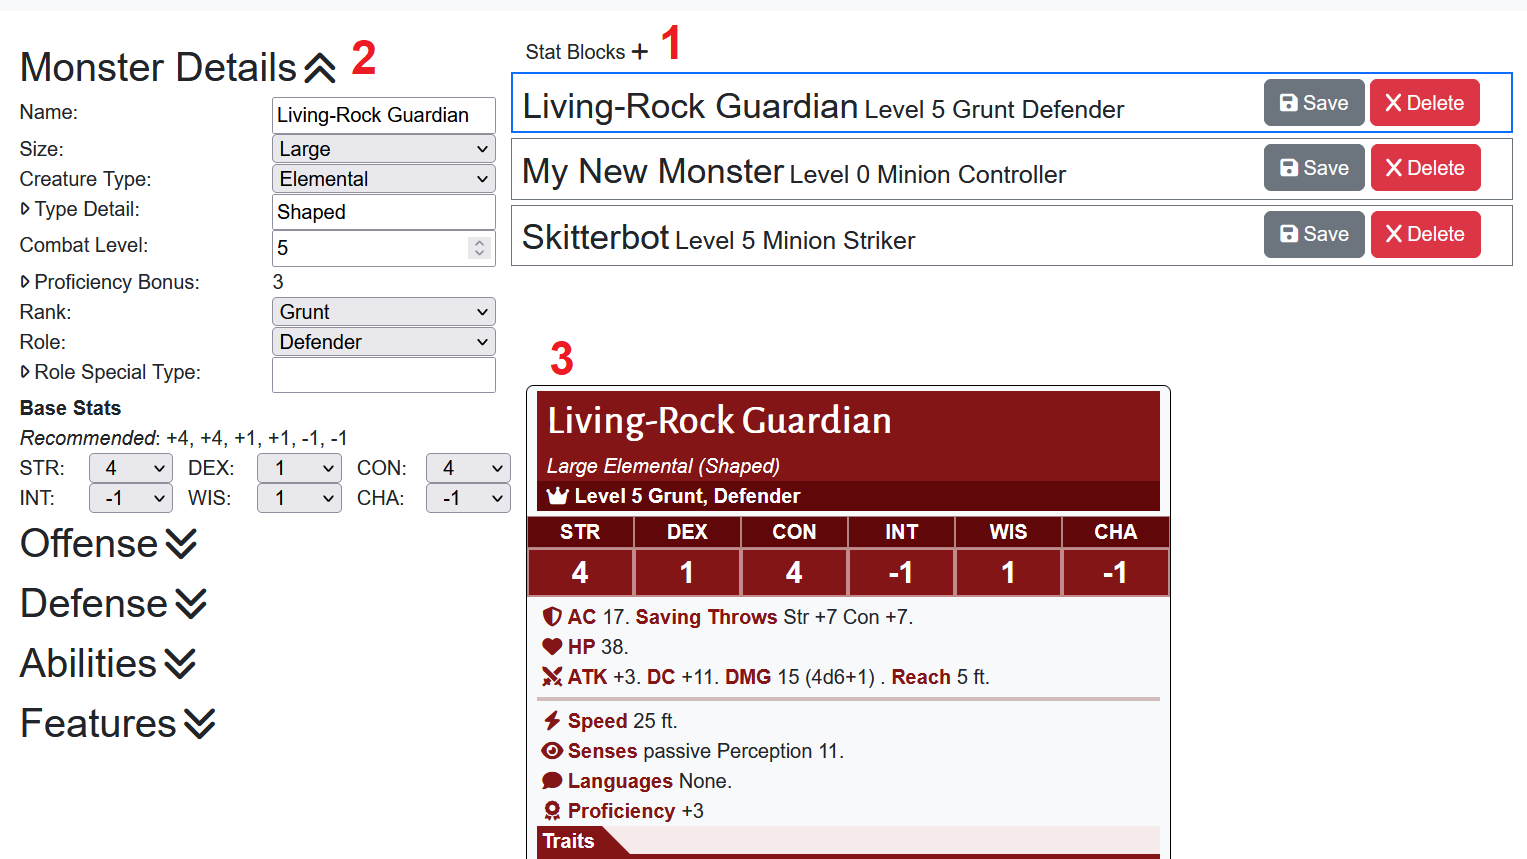 Monster Details 2
Name: Living-Rock Guardian
Size: Large
Creature Type: Elemental
Type Detail: Shaped
Combat Level: 5
Proficiency Bonus: 3
Rank: Grunt
Role: Defender
Role Special Type:
Base Stats
Recommended: +4, +4, +1, +1, -1, -1
STR: 4 DEX: 1 CON: 4
INT: -1 WIS: 1 CHA: -1
Offense
Defense
Abilities
Features
Stat Blocks + 1
Living-Rock Guardian Level 5 Grunt Defender Save Delete
My New Monster Level 0 Minion Controller Save Delete
Skitterbot Level 5 Minion Striker Save Delete
3
Living-Rock Guardian
Large Elemental (Shaped)
Level 5 Grunt, Defender
STR DEX CON INT WIS CHA
4 1 4 -1 1 -1
AC 17. Saving Throws Str +7 Con +7.
HP 38.
ATK +3. DC +11. DMG 15 (4d6+1) . Reach 5 ft.
Speed 25 ft.
Senses passive Perception 11.
Languages None.
Proficiency +3
Traits